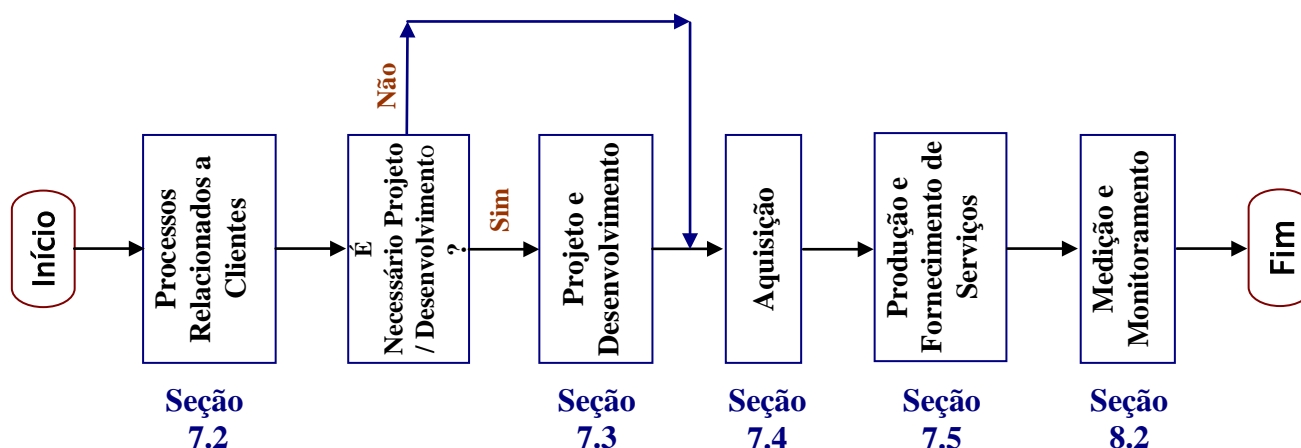 Início
Processos
Relacionados a
Clientes
É
Necessário Projeto
/ Desenvolvimento
?
Não
Sim
Projeto e
Desenvolvimento
Aquisição
Produção e
Fornecimento de
Serviços
Medição e
Monitoramento
Fim
Seção
7.2
Seção
7.3
Seção
7.4
Seção
7.5
Seção
8.2